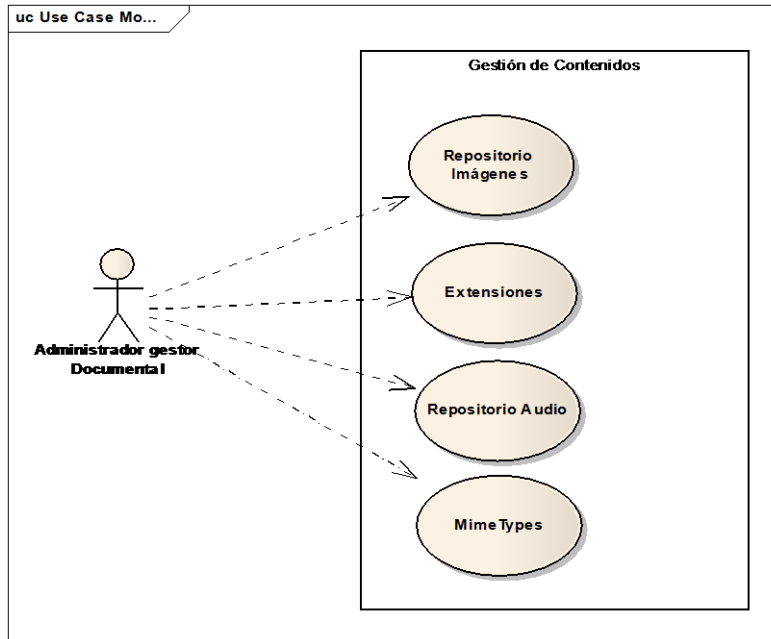 uc Use Case Mo...
Gestión de Contenidos
Repositorio
Imágenes
Extensiones
Administrador gestor
Documental
Repositorio Audio
MimeTypes